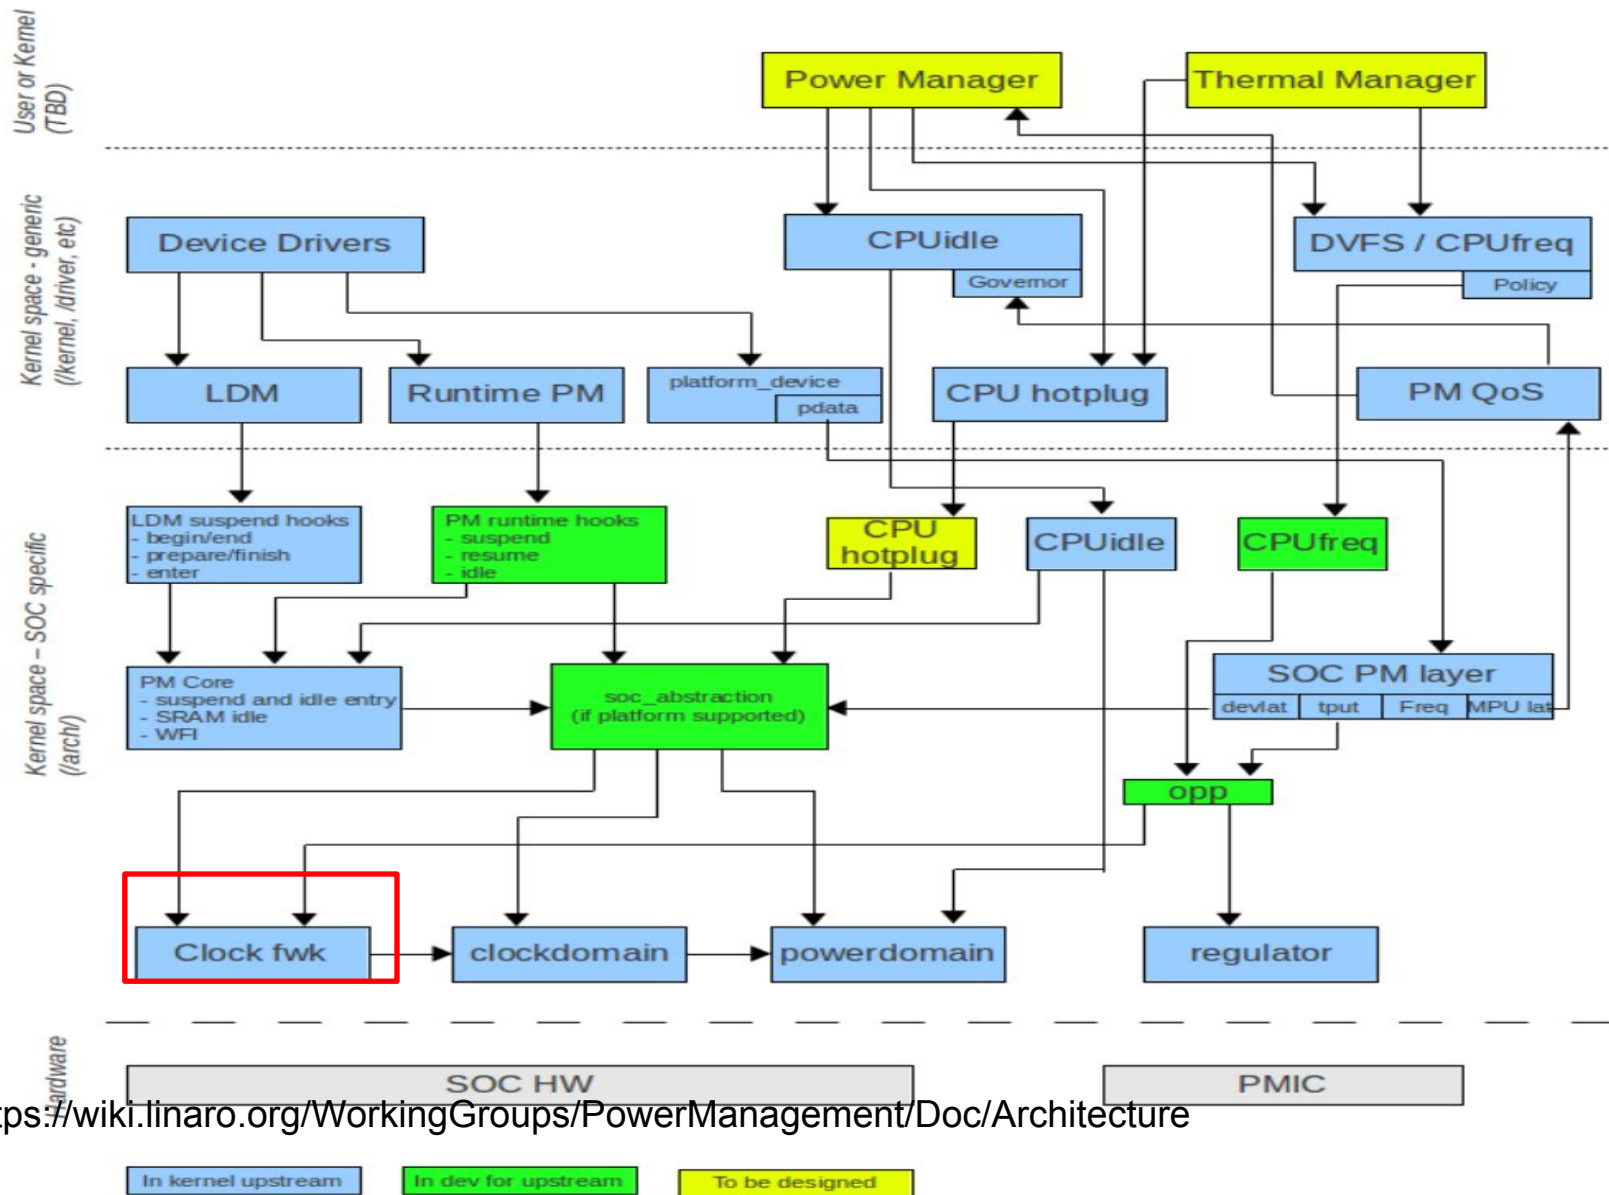 User or Kernel
(TBD)
Power Manager
Thermal Manager
Kernel space - generic
(/kernel, /driver, etc)
Device Drivers
CPUidle
Governor
DVFS / CPUfreq
Policy
LDM
Runtime PM
platform_device
pdata
CPU hotplug
PM QoS
Kernel space – SOC specific
(/arch/)
LDM suspend hooks
- begin/end
- prepare/finish
- enter
PM runtime hooks
- suspend
- resume
- idle
CPU
hotplug
CPUidle
CPUfreq
PM Core
- suspend and idle entry
- SRAM idle
- WFI
soc_abstraction
(if platform supported)
SOC PM layer
devlat
tput
Freq
MPU lat
opp
Clock fwk
clockdomain
powerdomain
regulator
Hardware
SOC HW
PMIC
tps://wiki.linaro.org/WorkingGroups/PowerManagement/Doc/Architecture
In kernel upstream
In dev for upstream
To be designed